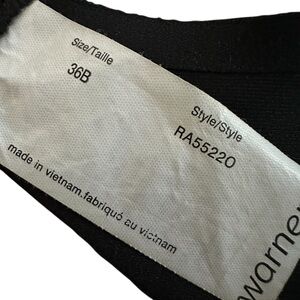 Size/Taille
36B
Style/Style
RA55220
made in vietnam.fabriqué au vietnam
warner